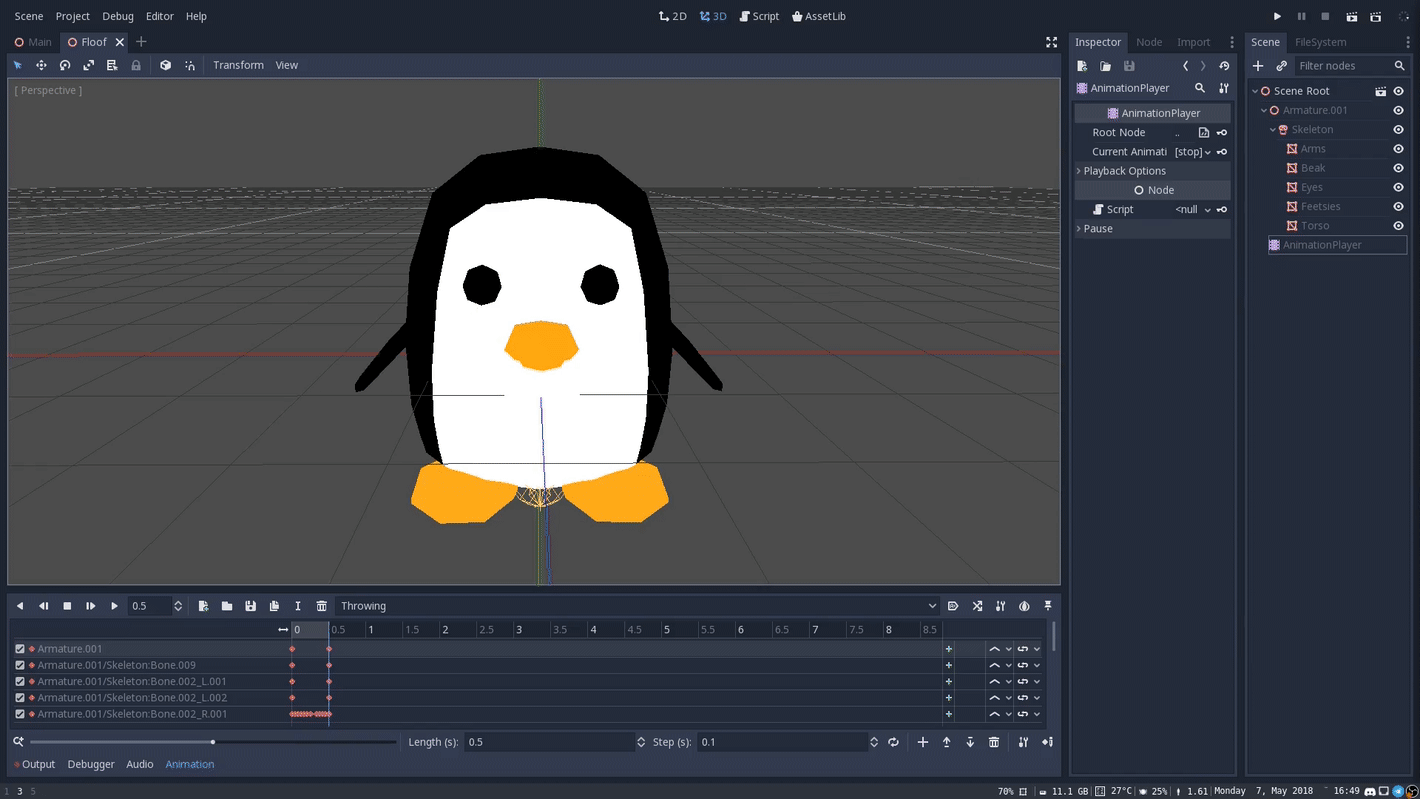 Scene Project Debug Editor Help
2D 3D Script AssetLib
Main Floof
Transform View
[ Perspective ]
Inspector Node Import
AnimationPlayer
AnimationPlayer
Root Node ..
Current Animati [stop]
Playback Options
Node
Script <null
Pause
Scene FileSystem
Filter nodes
Scene Root
Armature.001
Skeleton
Arms
Beak
Eyes
Feetsies
Torso
AnimationPlayer
0.5 Throwing
0 0.5 1 1.5 2 2.5 3 3.5 4 4.5 5 5.5 6 6.5 7 7.5 8 8.5
Armature.001
Armature.001/Skeleton:Bone.009
Armature.001/Skeleton:Bone.002_L.001
Armature.001/Skeleton:Bone.002_L.002
Armature.001/Skeleton:Bone.002_R.001
Length (s): 0.5 Step (s): 0.1
Output Debugger Audio Animation
1 3 5 70% 11.1 GB 27°C 25% 1.61 Monday 7, May 2018 16:49